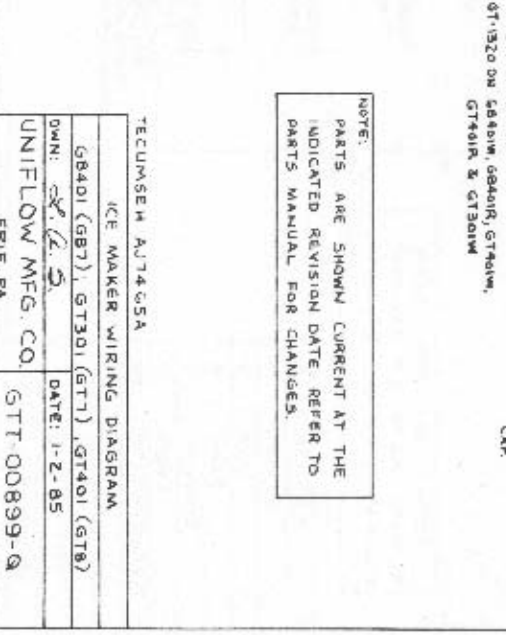 GT-1320 ON GB401W, GB401R, GT401W,
GT401R & GT301W
CAP.
NOTE:
PARTS ARE SHOWN CURRENT AT THE
INDICATED REVISION DATE REFER TO
PARTS MANUAL FOR CHANGES.
TECUMSEH AJ7465A
ICE MAKER WIRING DIAGRAM
GB401 (GB7), GT301 (GT7), GT401 (GT8)
DWN:
DATE: 1-2-85
UNIFLOW MFG. CO.
ERIE PA.
GTT-00899-Q